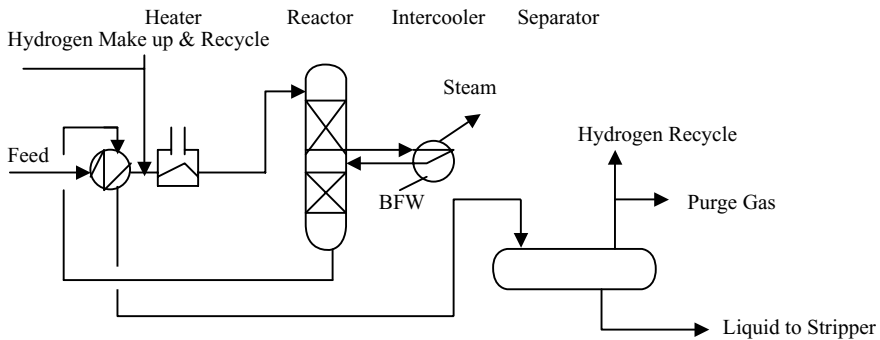 Heater Reactor Intercooler Separator
Hydrogen Make up & Recycle
Steam
Hydrogen Recycle
Feed
BFW
Purge Gas
Liquid to Stripper